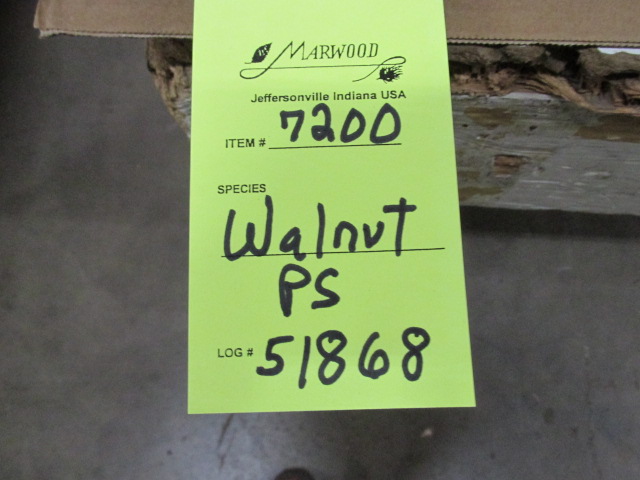 MARWOOD
Jeffersonville Indiana USA
ITEM # 7200
SPECIES
Walnut
PS
LOG # 51868